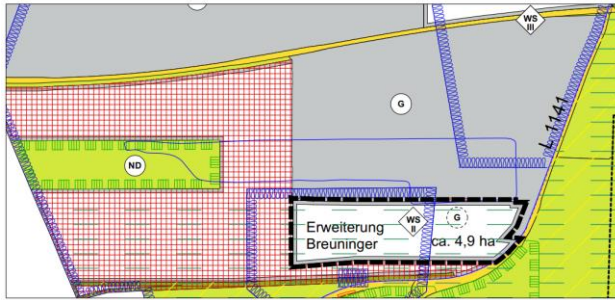 WS
III
G
L 1141
ND
WS
II
G
Erweiterung
Breuninger
ca. 4,9 ha